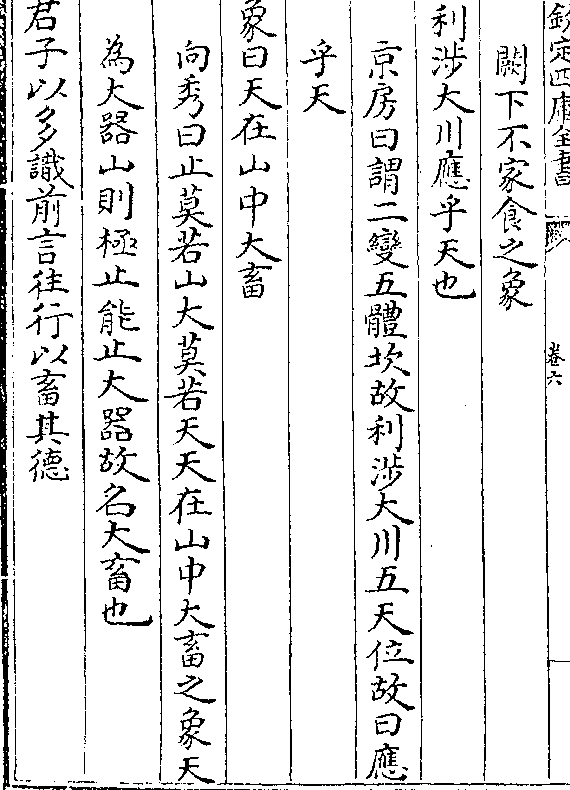 欽定四庫全書
卷六
闕下不家食之象
利涉大川應乎天也
京房曰謂二變五體坎故利涉大川五天位故曰應
乎天
象曰天在山中大畜
向秀曰止莫若山大莫若天天在山中大畜之象天
為大器山則極止能止大器故名大畜也
君子以多識前言往行以畜其德